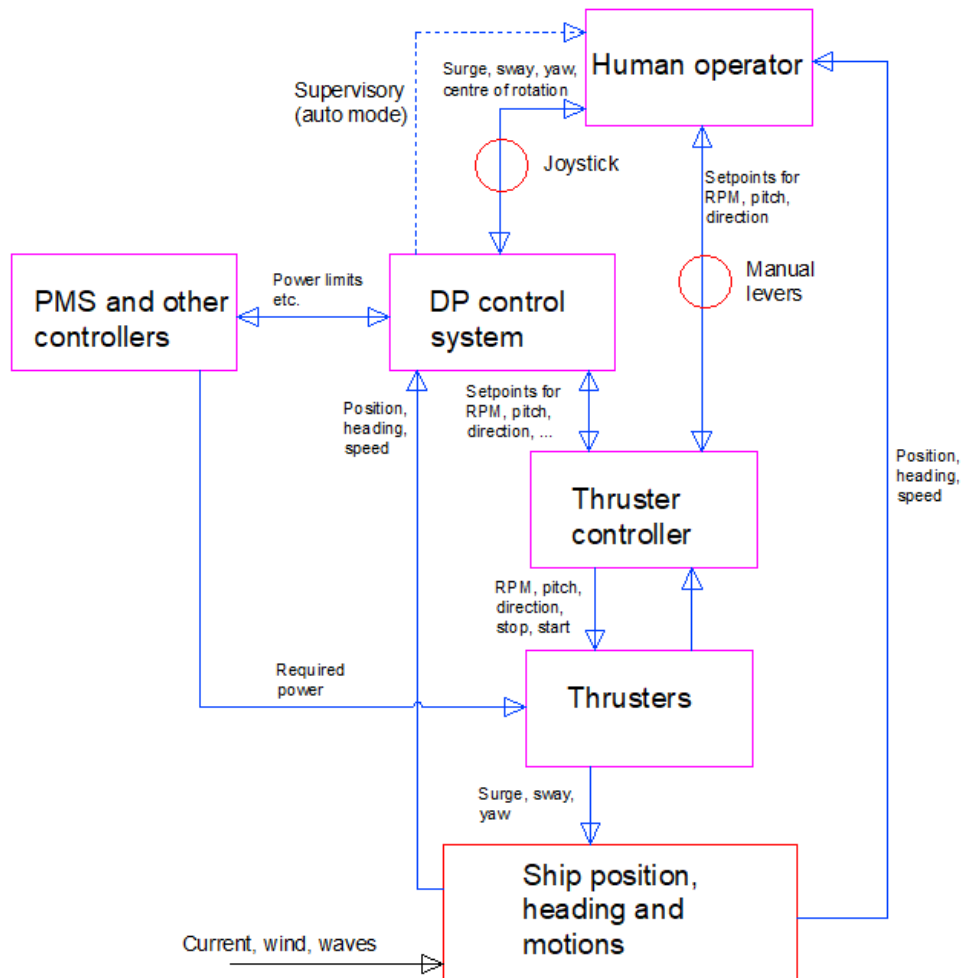 Human operator
Surge, sway, yaw,
centre of rotation
Supervisory
(auto mode)
Joystick
Setpoints for
RPM, pitch,
direction
Manual
levers
PMS and other
controllers
Power limits
etc.
DP control
system
Position,
heading,
speed
Setpoints for
RPM, pitch,
direction, ...
Position,
heading,
speed
Thruster
controller
RPM, pitch,
direction,
stop, start
Required
power
Thrusters
Surge, sway,
yaw
Ship position,
heading and
motions
Current, wind, waves